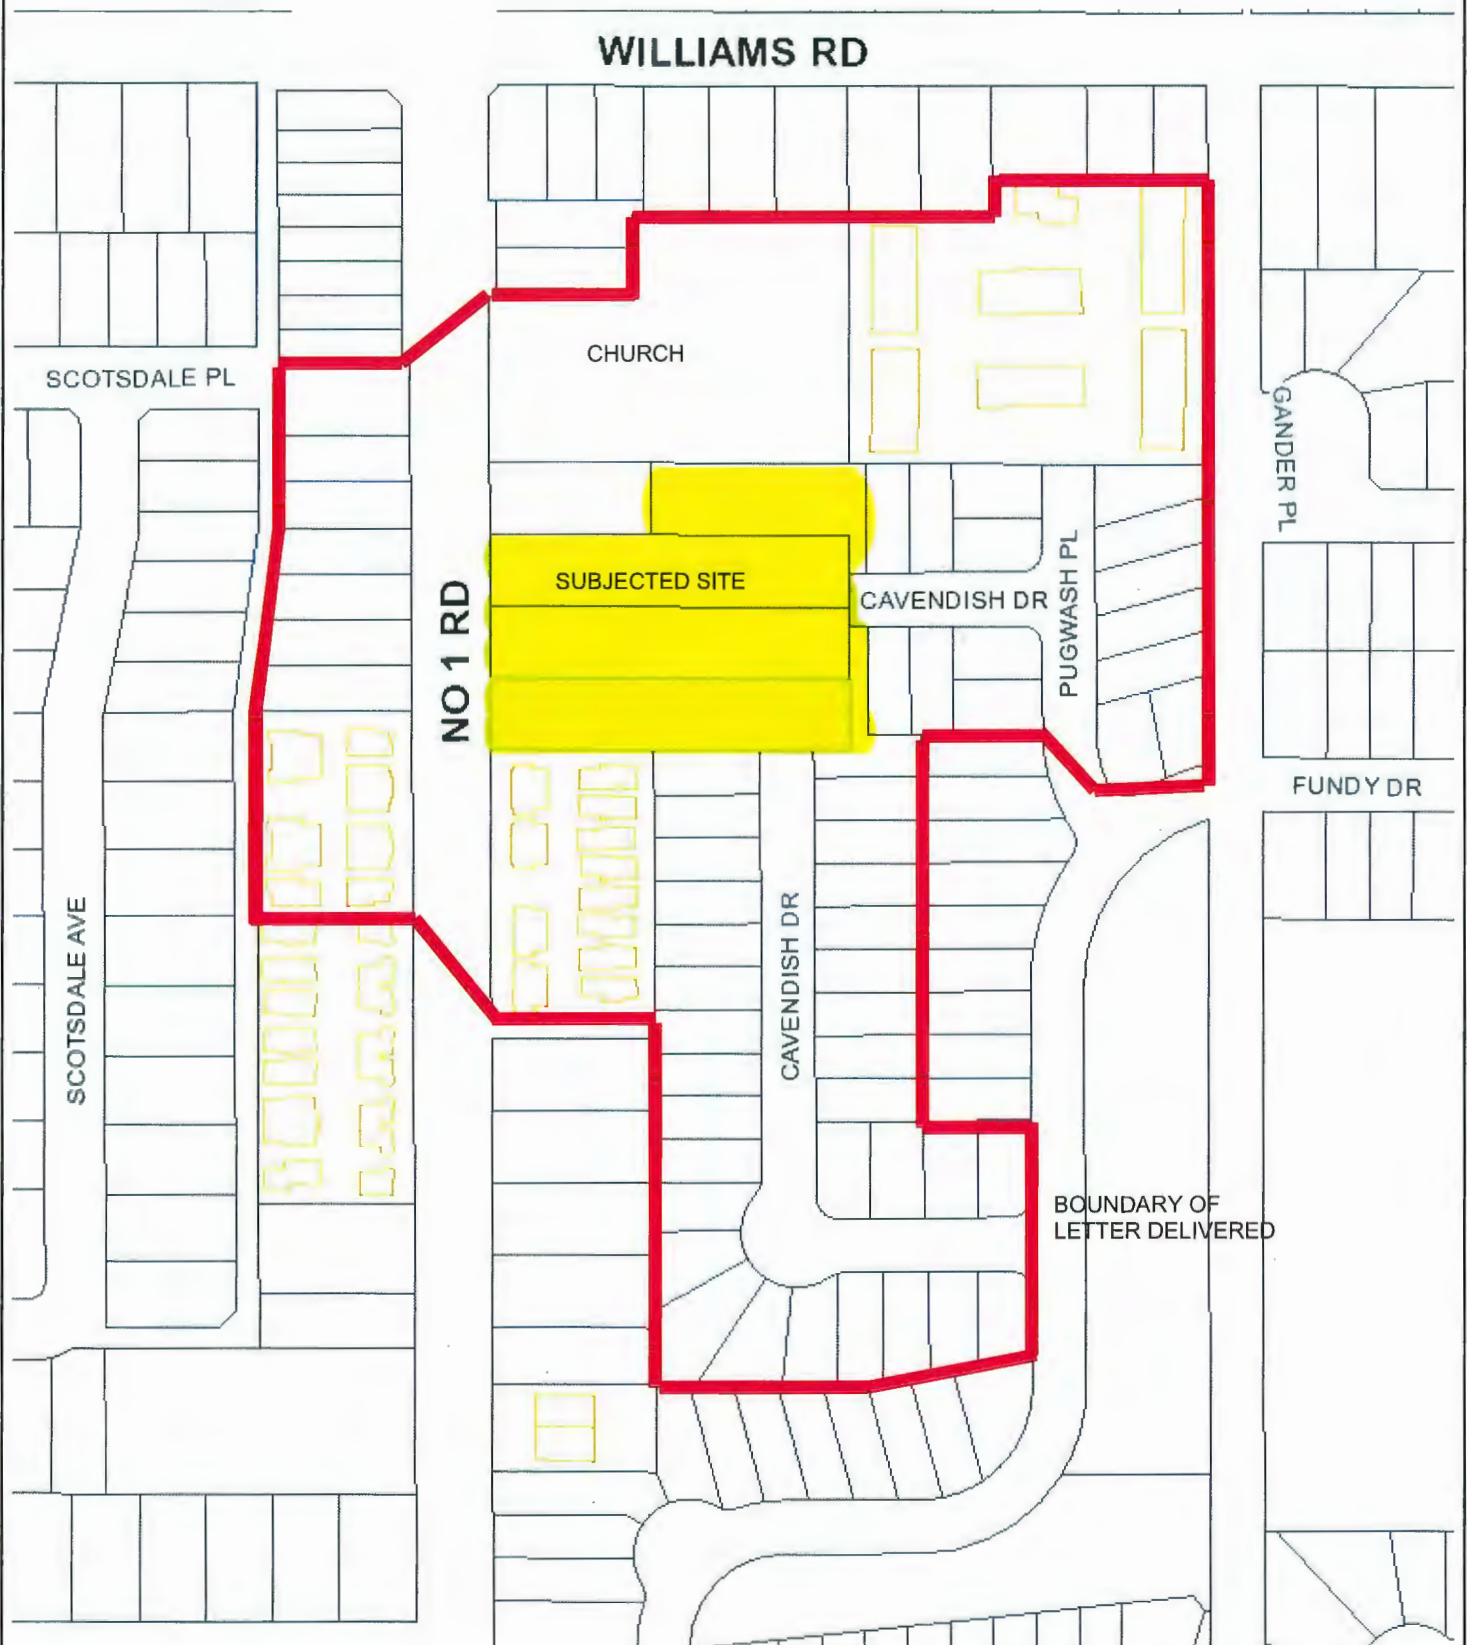 WILLIAMS RD
CHURCH
SCOTSDALE PL
GANDER PL
SUBJECTED SITE
CAVENDISH DR
PUGWASH PL
NO 1 RD
FUNDY DR
SCOTSDALE AVE
CAVENDISH DR
BOUNDARY OF
LETTER DELIVERED